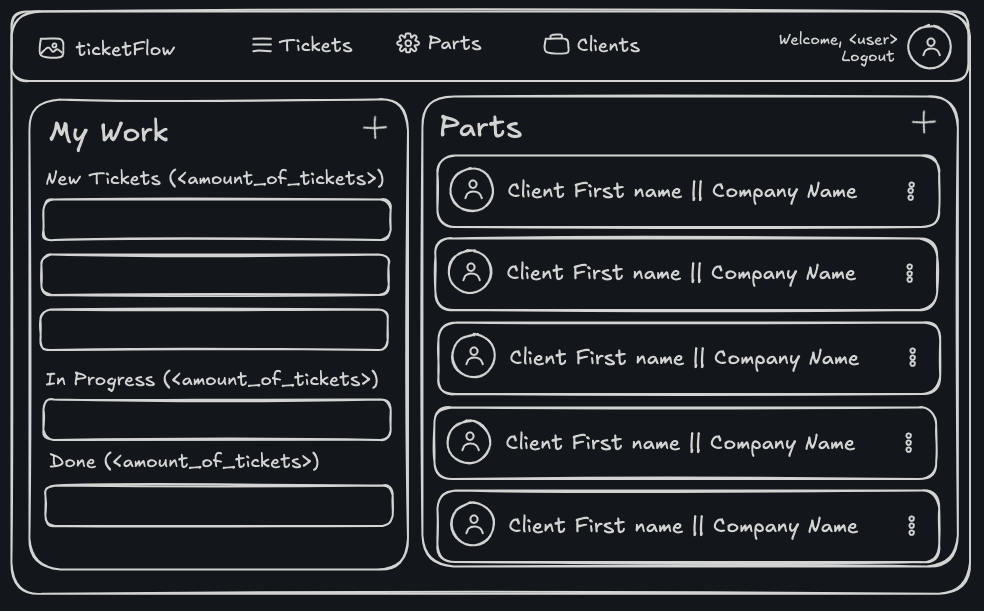 ticketFlow
Tickets
Parts
Clients
Welcome, <user>
Logout
My Work
New Tickets (<amount_of_tickets>)
In Progress (<amount_of_tickets>)
Done (<amount_of_tickets>)
Parts
Client First name || Company Name
Client First name || Company Name
Client First name || Company Name
Client First name || Company Name
Client First name || Company Name